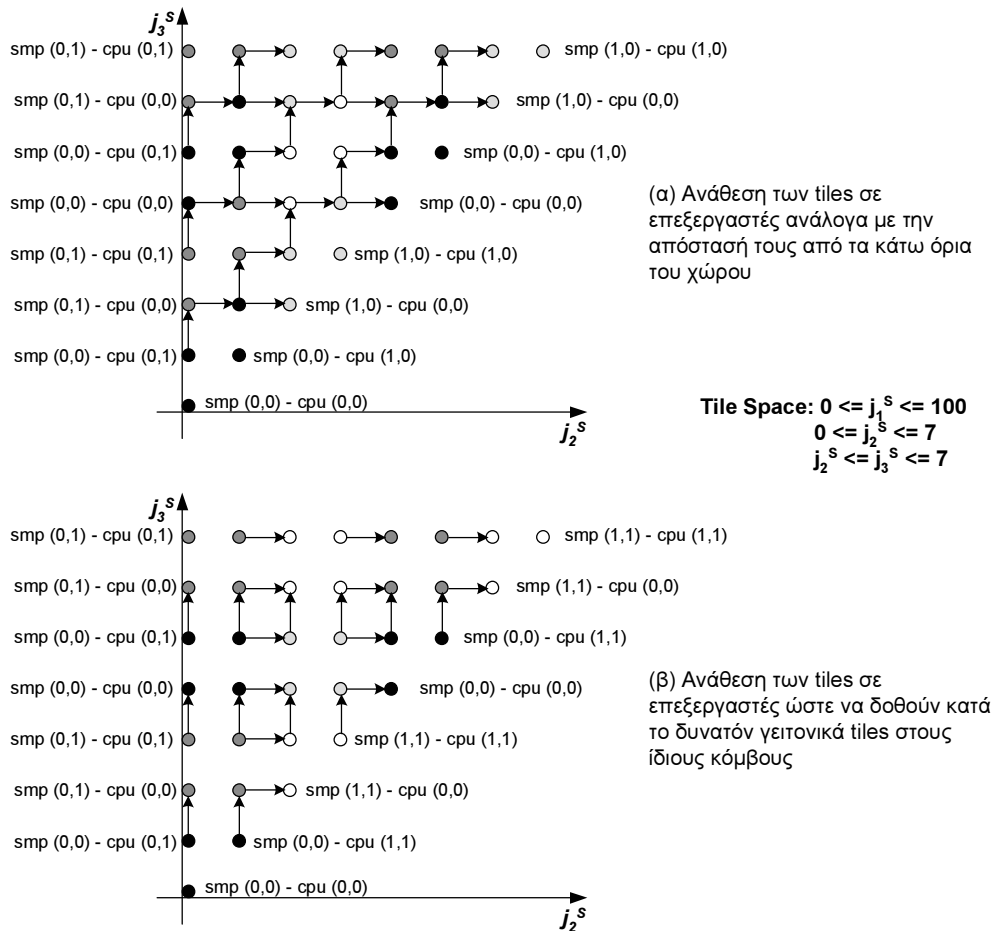 j₃ˢ
smp (0,1) - cpu (0,1)
smp (1,0) - cpu (1,0)
smp (0,1) - cpu (0,0)
smp (1,0) - cpu (0,0)
smp (0,0) - cpu (0,1)
smp (0,0) - cpu (1,0)
smp (0,0) - cpu (0,0)
smp (0,0) - cpu (0,0)
smp (0,1) - cpu (0,1)
smp (1,0) - cpu (1,0)
smp (0,1) - cpu (0,0)
smp (1,0) - cpu (0,0)
smp (0,0) - cpu (0,1)
smp (0,0) - cpu (1,0)
smp (0,0) - cpu (0,0)
j₂ˢ
(α) Ανάθεση των tiles σε
επεξεργαστές ανάλογα με την
απόστασή τους από τα κάτω όρια
του χώρου
Tile Space: 0 <= j₁ˢ <= 100
0 <= j₂ˢ <= 7
j₂ˢ <= j₃ˢ <= 7
j₃ˢ
smp (0,1) - cpu (0,1)
smp (1,1) - cpu (1,1)
smp (0,1) - cpu (0,0)
smp (1,1) - cpu (0,0)
smp (0,0) - cpu (0,1)
smp (0,0) - cpu (1,1)
smp (0,0) - cpu (0,0)
smp (0,0) - cpu (0,0)
smp (0,1) - cpu (0,1)
smp (1,1) - cpu (1,1)
smp (0,1) - cpu (0,0)
smp (1,1) - cpu (0,0)
smp (0,0) - cpu (0,1)
smp (0,0) - cpu (1,1)
smp (0,0) - cpu (0,0)
j₂ˢ
(β) Ανάθεση των tiles σε
επεξεργαστές ώστε να δοθούν κατά
το δυνατόν γειτονικά tiles στους
ίδιους κόμβους